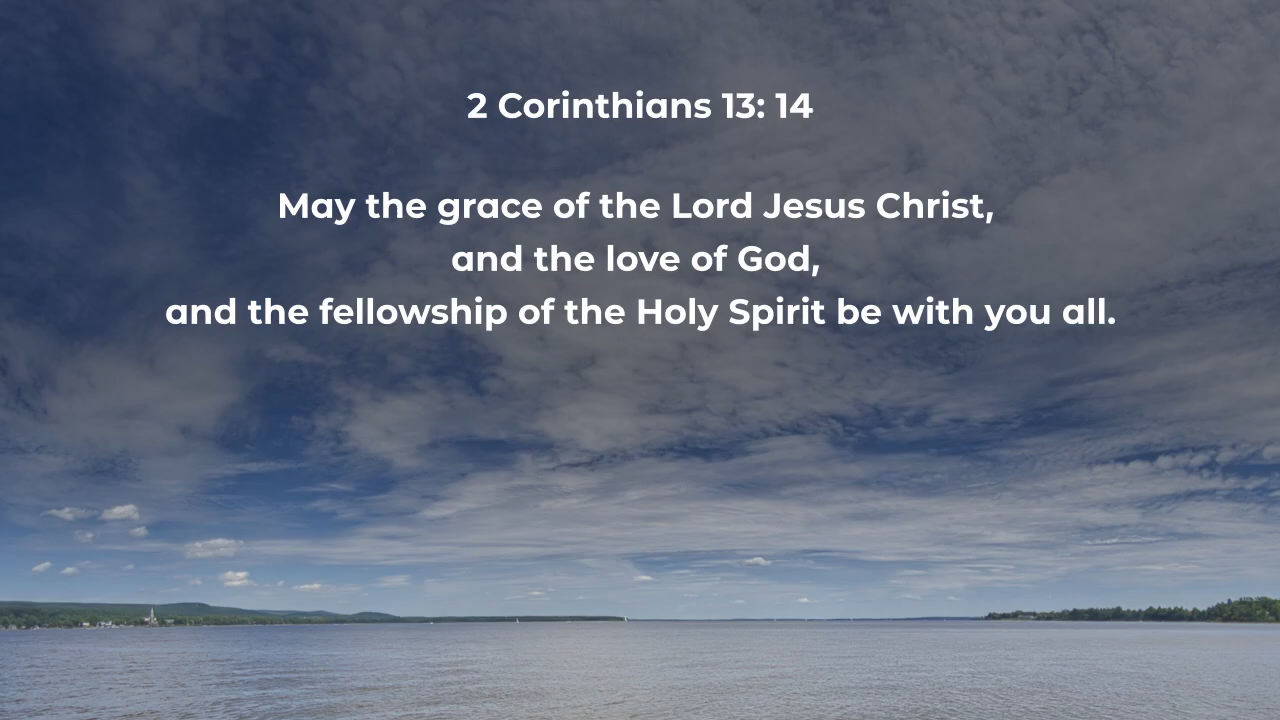 2 Corinthians 13: 14
May the grace of the Lord Jesus Christ,
and the love of God,
and the fellowship of the Holy Spirit be with you all.